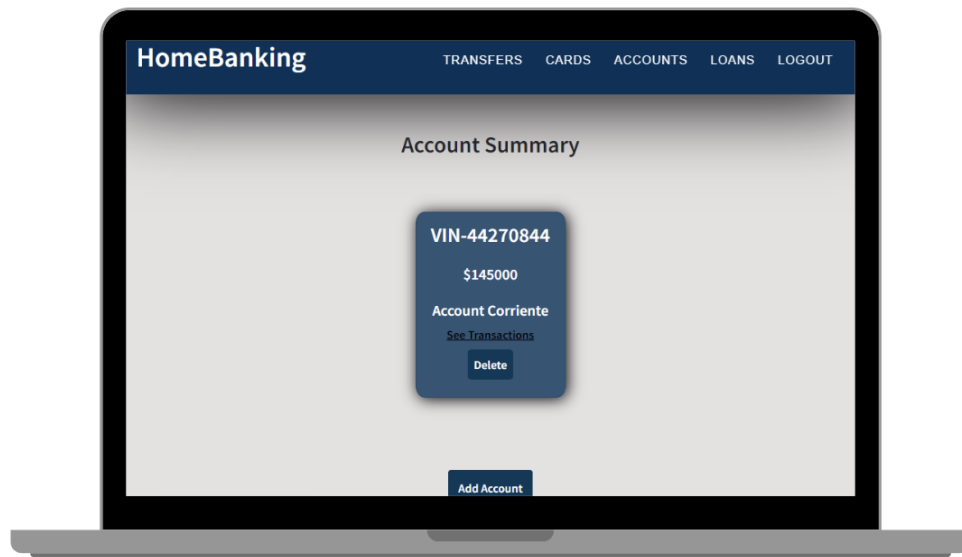 HomeBanking TRANSFERS CARDS ACCOUNTS LOANS LOGOUT
Account Summary
VIN-44270844
$145000
Account Corriente
See Transactions
Delete
Add Account